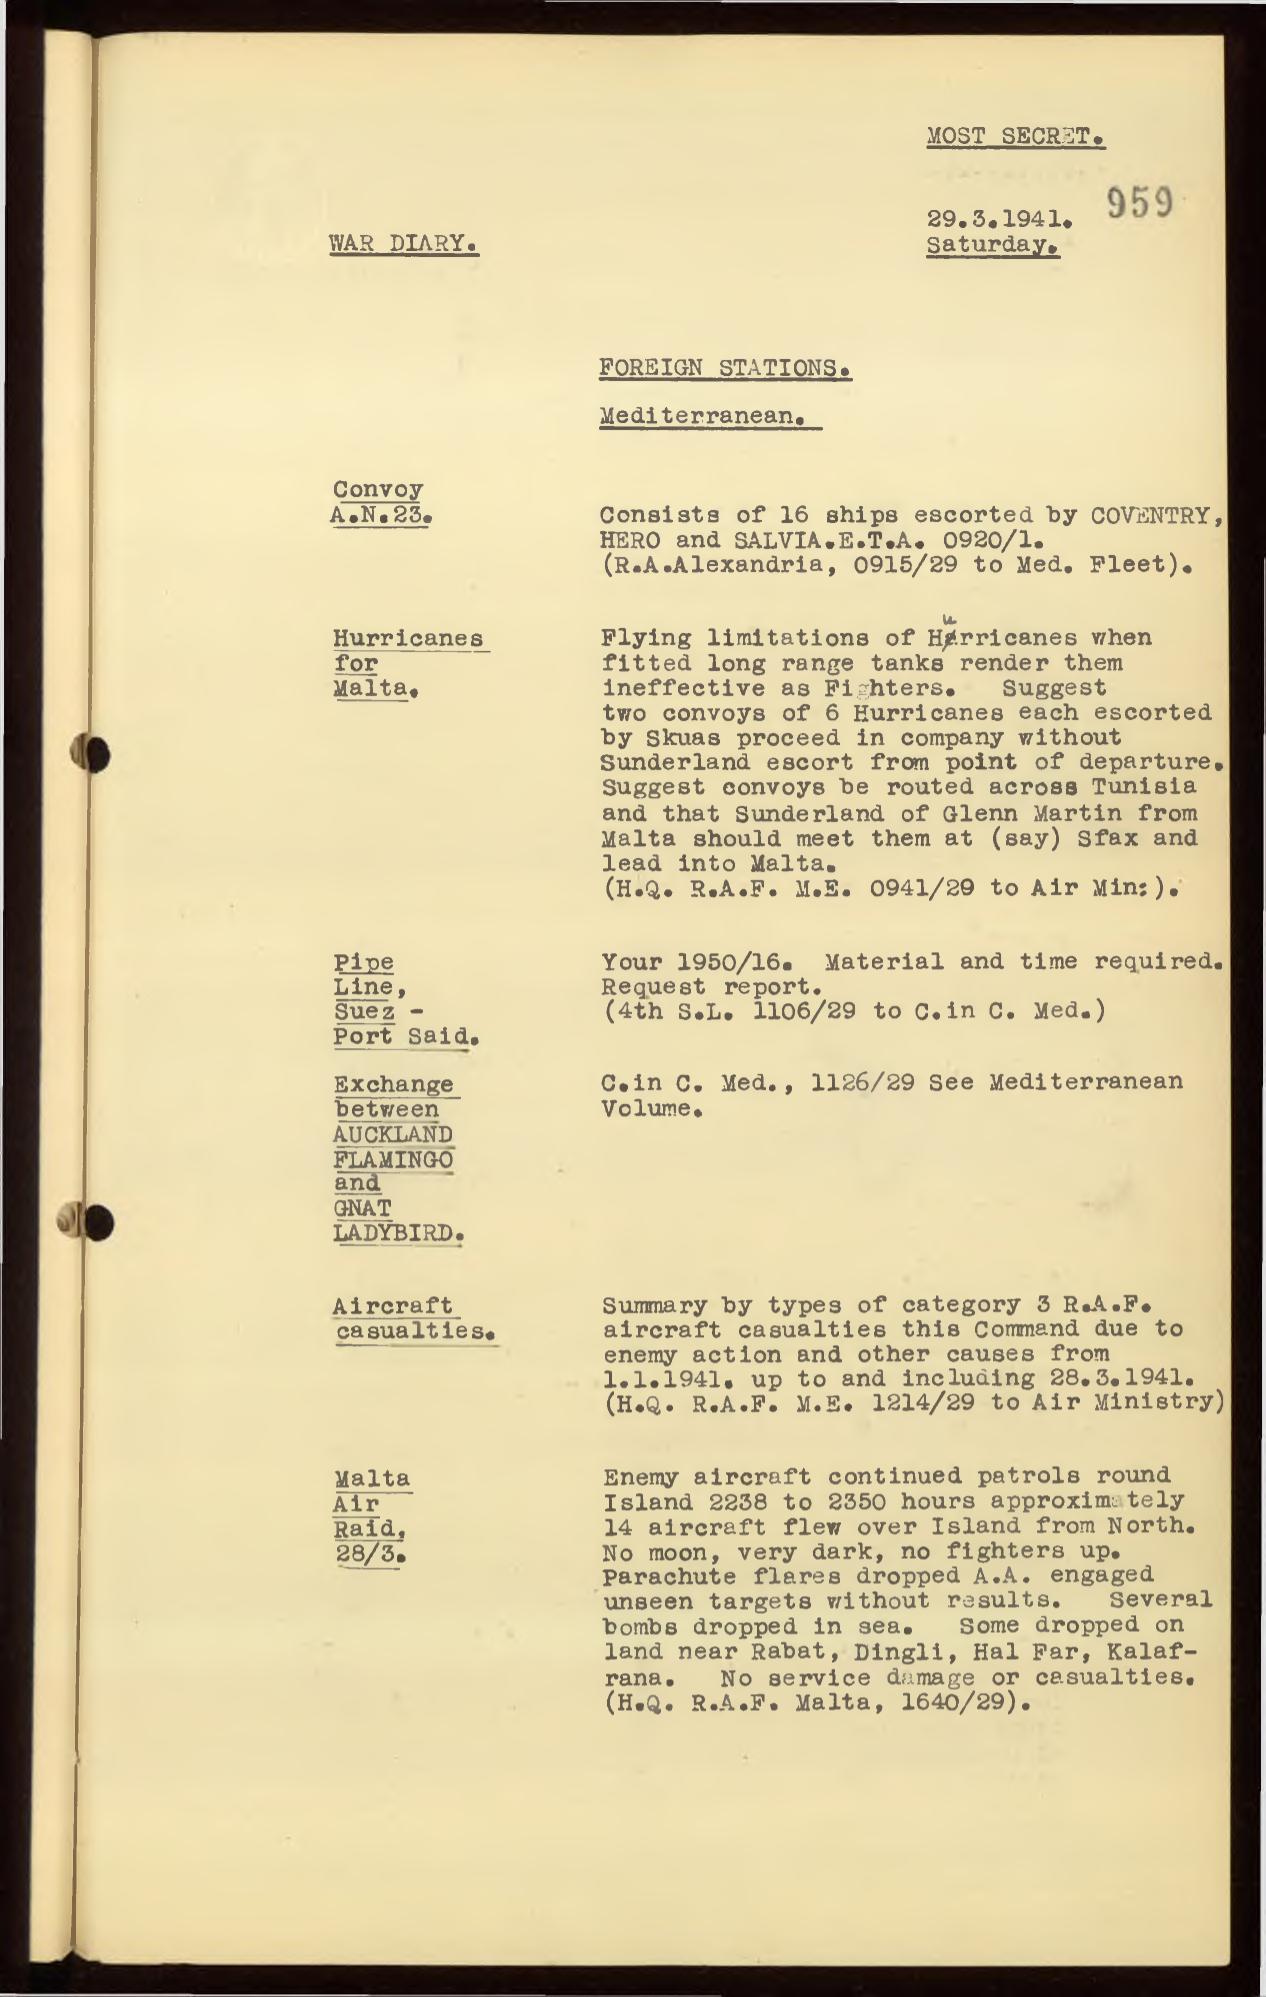 MOST SECRET.
959
29.3.1941.
Saturday.
WAR DIARY.
FOREIGN STATIONS.
Mediterranean.
Convoy
A.N.23.
Consists of 16 ships escorted by COVENTRY,
HERO and SALVIA.E.T.A. 0920/1.
(R.A.Alexandria, 0915/29 to Med. Fleet).
Hurricanes
for
Malta.
Flying limitations of Hurricanes when
fitted long range tanks render them
ineffective as Fighters. Suggest
two convoys of 6 Hurricanes each escorted
by Skuas proceed in company without
Sunderland escort from point of departure.
Suggest convoys be routed across Tunisia
and that Sunderland of Glenn Martin from
Malta should meet them at (say) Sfax and
lead into Malta.
(H.Q. R.A.F. M.E. 0941/29 to Air Min:).
Pipe
Line,
Suez -
Port Said.
Your 1950/16. Material and time required.
Request report.
(4th S.L. 1106/29 to C.in C. Med.)
Exchange
between
AUCKLAND
FLAMINGO
and
GNAT
LADYBIRD.
C.in C. Med., 1126/29 See Mediterranean
Volume.
Aircraft
casualties.
Summary by types of category 3 R.A.F.
aircraft casualties this Command due to
enemy action and other causes from
1.1.1941. up to and including 28.3.1941.
(H.Q. R.A.F. M.E. 1214/29 to Air Ministry)
Malta
Air
Raid,
28/3.
Enemy aircraft continued patrols round
Island 2238 to 2350 hours approximately
14 aircraft flew over Island from North.
No moon, very dark, no fighters up.
Parachute flares dropped A.A. engaged
unseen targets without results. Several
bombs dropped in sea. Some dropped on
land near Rabat, Dingli, Hal Far, Kalaf-
rana. No service damage or casualties.
(H.Q. R.A.F. Malta, 1640/29).